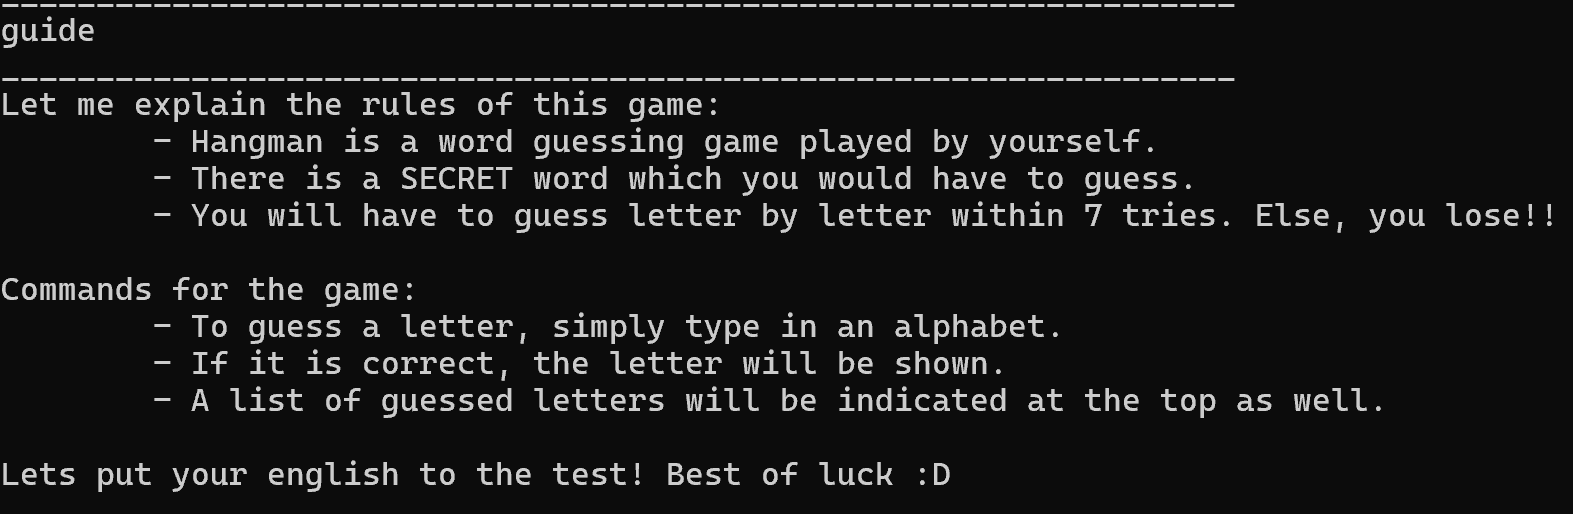 _________________________________________________________________
guide
_________________________________________________________________
Let me explain the rules of this game:
        - Hangman is a word guessing game played by yourself.
        - There is a SECRET word which you would have to guess.
        - You will have to guess letter by letter within 7 tries. Else, you lose!!

Commands for the game:
        - To guess a letter, simply type in an alphabet.
        - If it is correct, the letter will be shown.
        - A list of guessed letters will be indicated at the top as well.

Lets put your english to the test! Best of luck :D